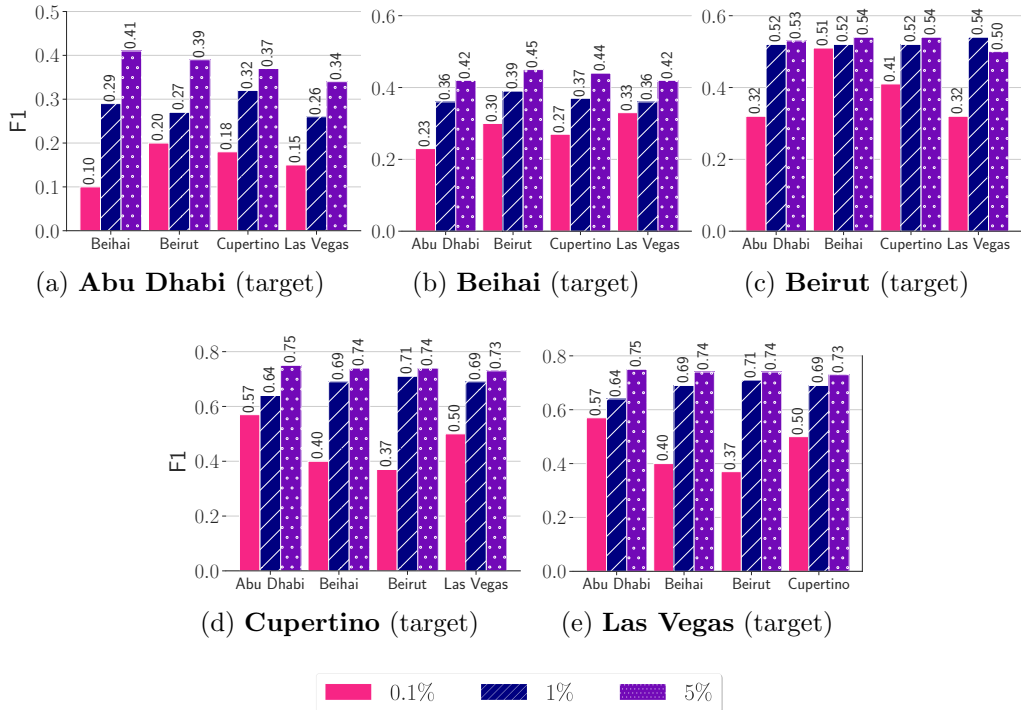 F1
0.5
0.4
0.3
0.2
0.1
0.0
0.10 0.29 0.41 0.20 0.27 0.39 0.18 0.32 0.37 0.15 0.26 0.34
Beihai Beirut Cupertino Las Vegas
(a) Abu Dhabi (target)
0.6
0.4
0.2
0.0
0.23 0.36 0.42 0.30 0.39 0.45 0.27 0.37 0.44 0.33 0.36 0.42
Abu Dhabi Beirut Cupertino Las Vegas
(b) Beihai (target)
0.6
0.4
0.2
0.0
0.32 0.52 0.53 0.51 0.52 0.54 0.41 0.52 0.54 0.32 0.54 0.50
Abu Dhabi Beihai Cupertino Las Vegas
(c) Beirut (target)
F1
0.8
0.6
0.4
0.2
0.0
0.57 0.64 0.75 0.40 0.69 0.74 0.37 0.71 0.74 0.50 0.69 0.73
Abu Dhabi Beihai Beirut Las Vegas
(d) Cupertino (target)
0.8
0.6
0.4
0.2
0.0
0.57 0.64 0.75 0.40 0.69 0.74 0.37 0.71 0.74 0.50 0.69 0.73
Abu Dhabi Beihai Beirut Cupertino
(e) Las Vegas (target)
0.1% 1% 5%